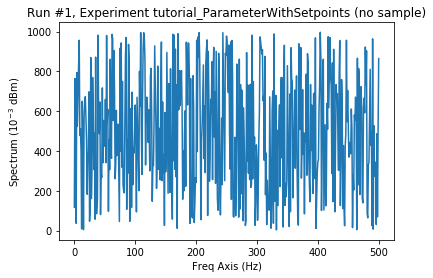 Run #1, Experiment tutorial_ParameterWithSetpoints (no sample)
1000
800
600
400
200
0
Spectrum (10⁻³ dBm)
0 100 200 300 400 500
Freq Axis (Hz)